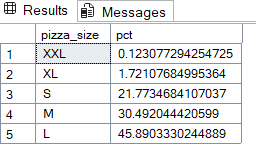 Results Messages
pizza_size pct
1 XXL 0.123077294254725
2 XL 1.72107684995364
3 S 21.7734684107037
4 M 30.492044420599
5 L 45.8903330244889